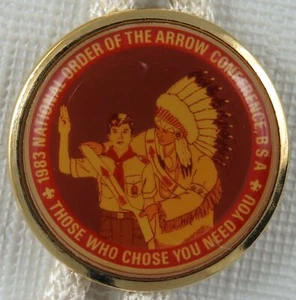 1983 NATIONAL ORDER OF THE ARROW CONFERENCE, B S A
THOSE WHO CHOSE YOU NEED YOU